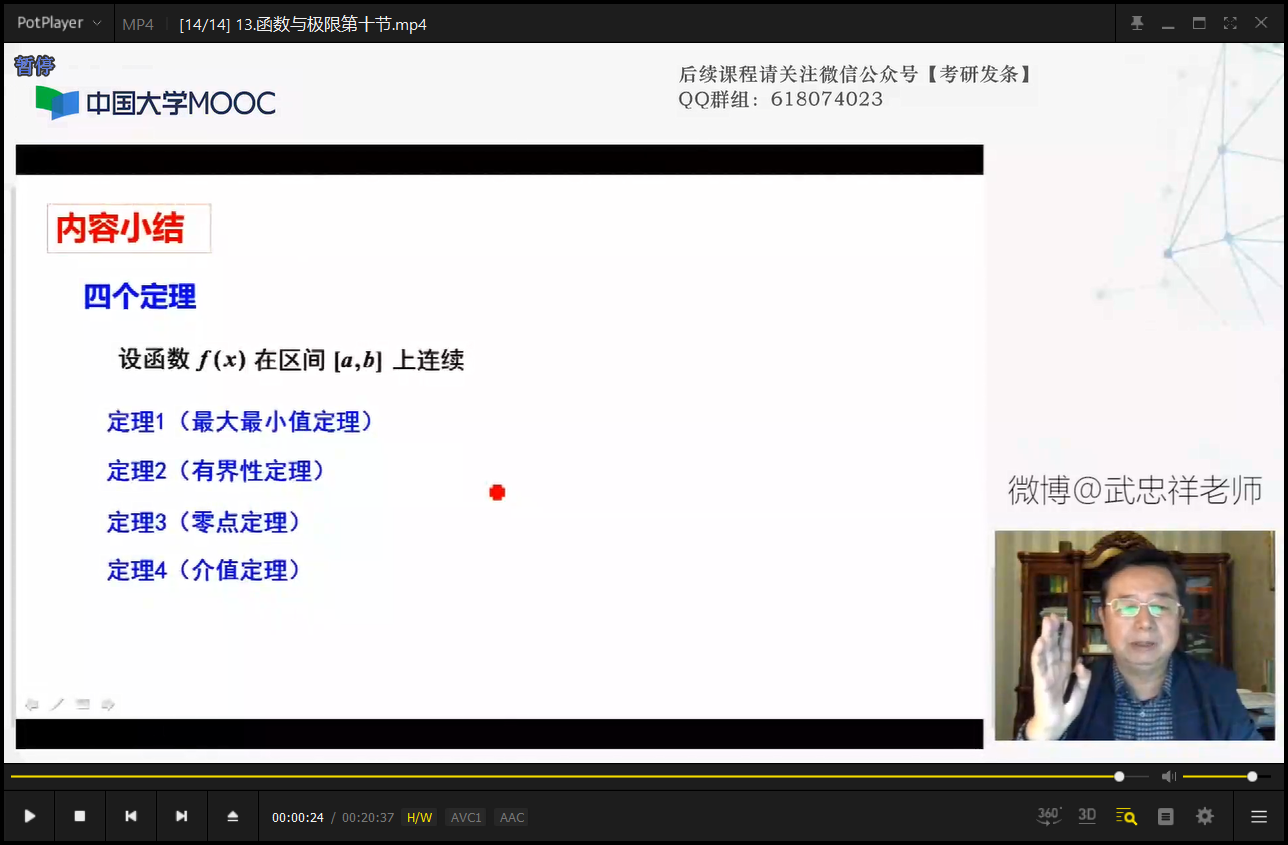 PotPlayer MP4 [14/14] 13.函数与极限第十节.mp4
暂停
中国大学MOOC
后续课程请关注微信公众号【考研发条】
QQ群组：618074023
内容小结
四个定理
设函数 f(x) 在区间 [a,b] 上连续
定理1（最大最小值定理）
定理2（有界性定理）
定理3（零点定理）
定理4（介值定理）
微博@武忠祥老师
00:00:24 / 00:20:37 H/W AVC1 AAC 360° 3D